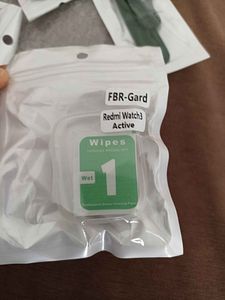 FBR-Gard
Redmi Watch3
Active
Wipes
Wet
1